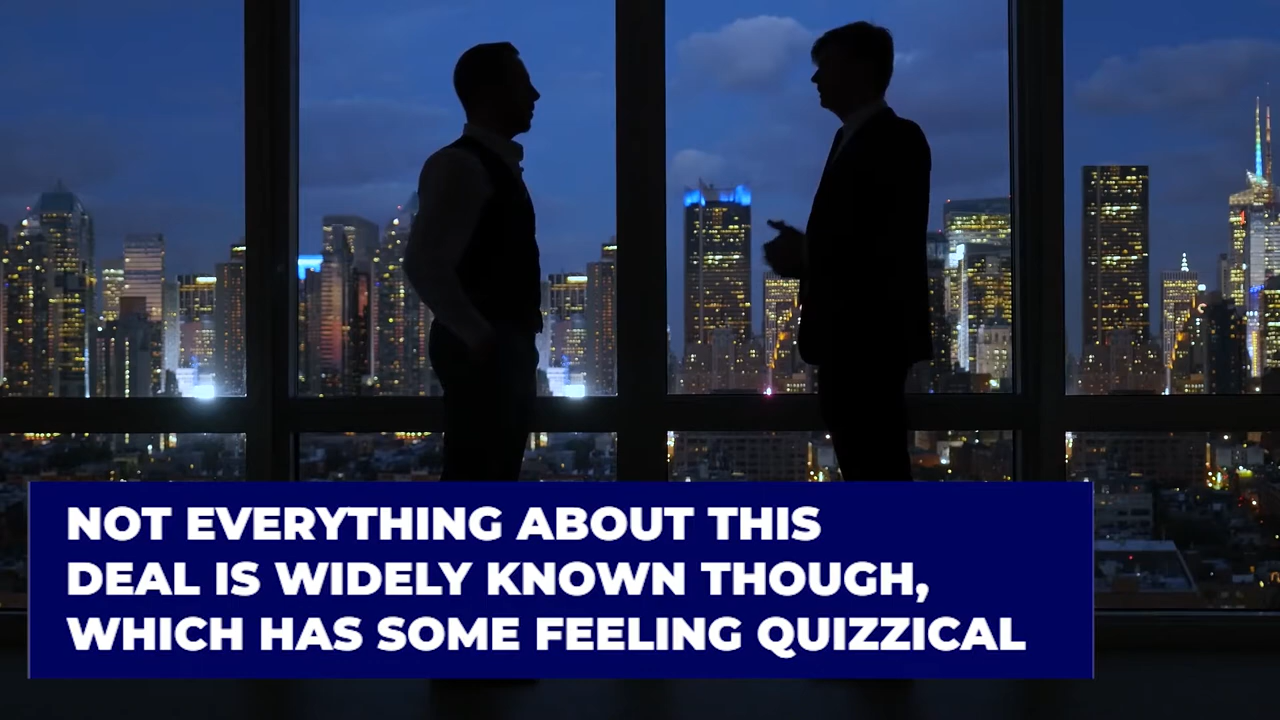 NOT EVERYTHING ABOUT THIS
DEAL IS WIDELY KNOWN THOUGH,
WHICH HAS SOME FEELING QUIZZICAL